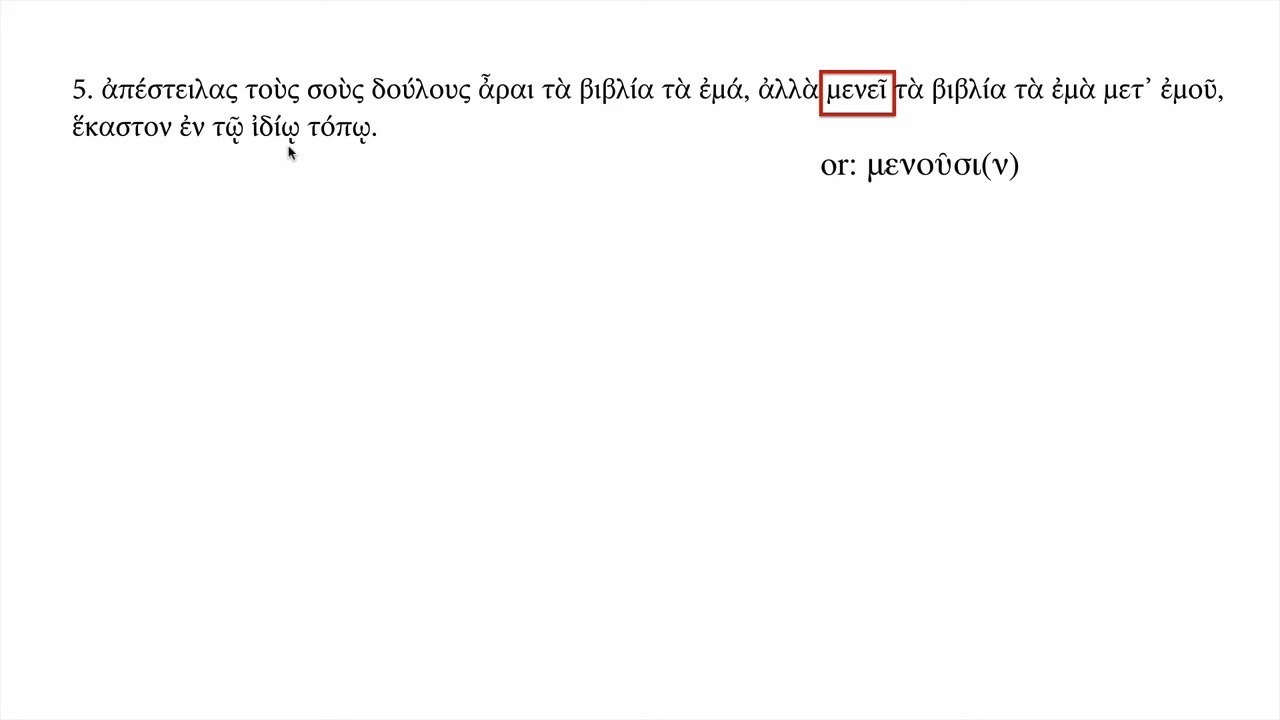 5. ἀπέστειλας τοὺς σοὺς δούλους ἆραι τὰ βιβλία τὰ ἐμά, ἀλλὰ μενεῖ τὰ βιβλία τὰ ἐμὰ μετ’ ἐμοῦ,
ἕκαστον ἐν τῷ ἰδίῳ τόπῳ.
or: μενοῦσι(ν)